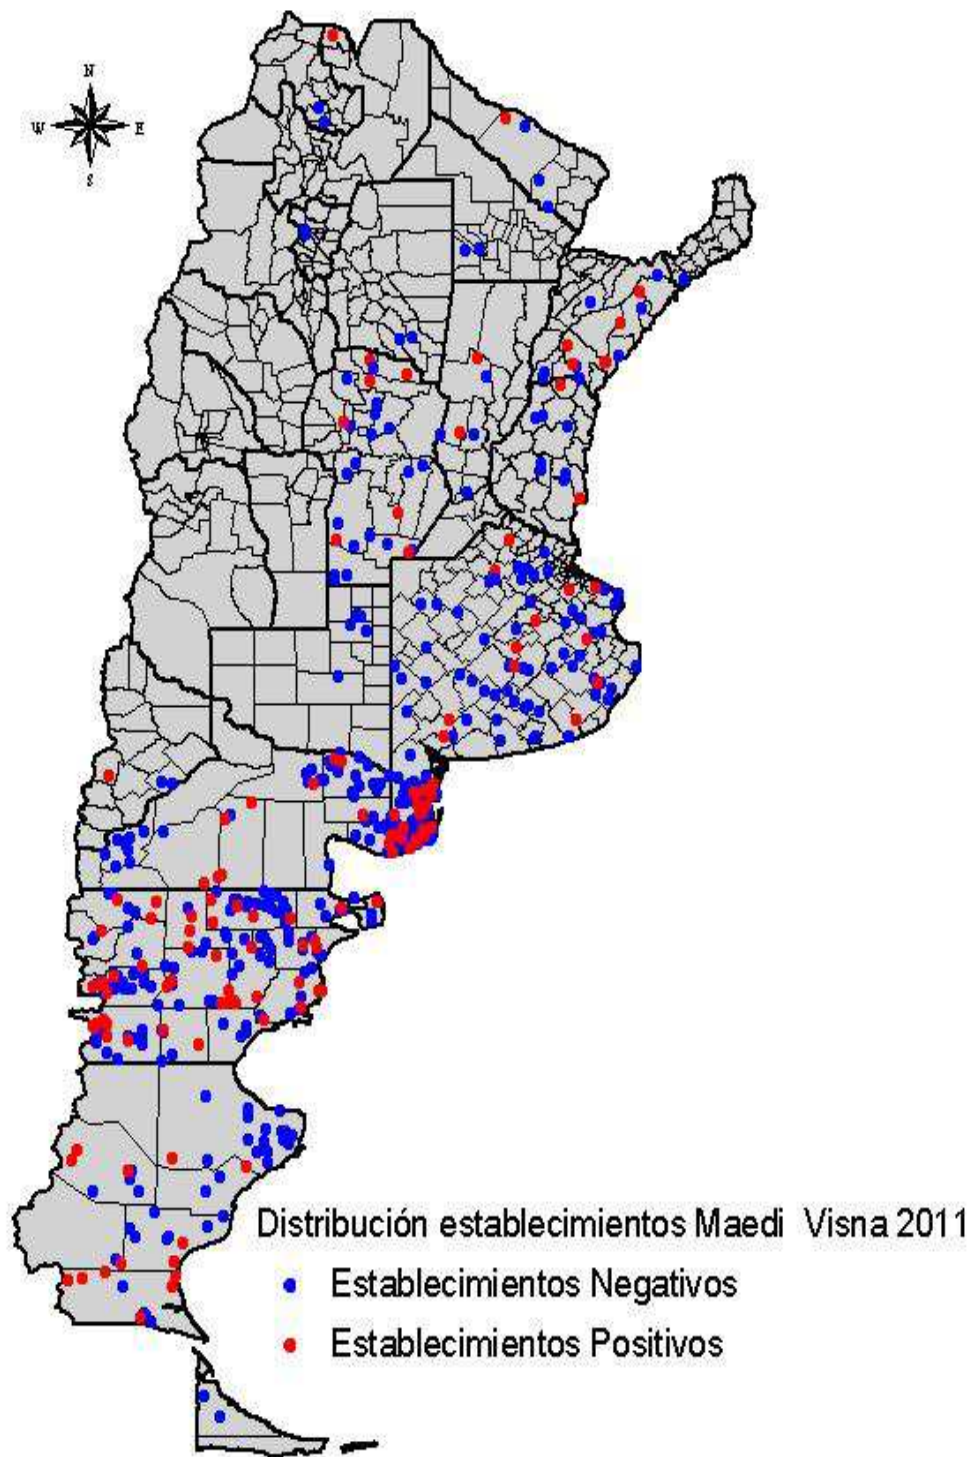 N
W E
S
Distribución establecimientos Maedi Visna 2011
Establecimientos Negativos
Establecimientos Positivos